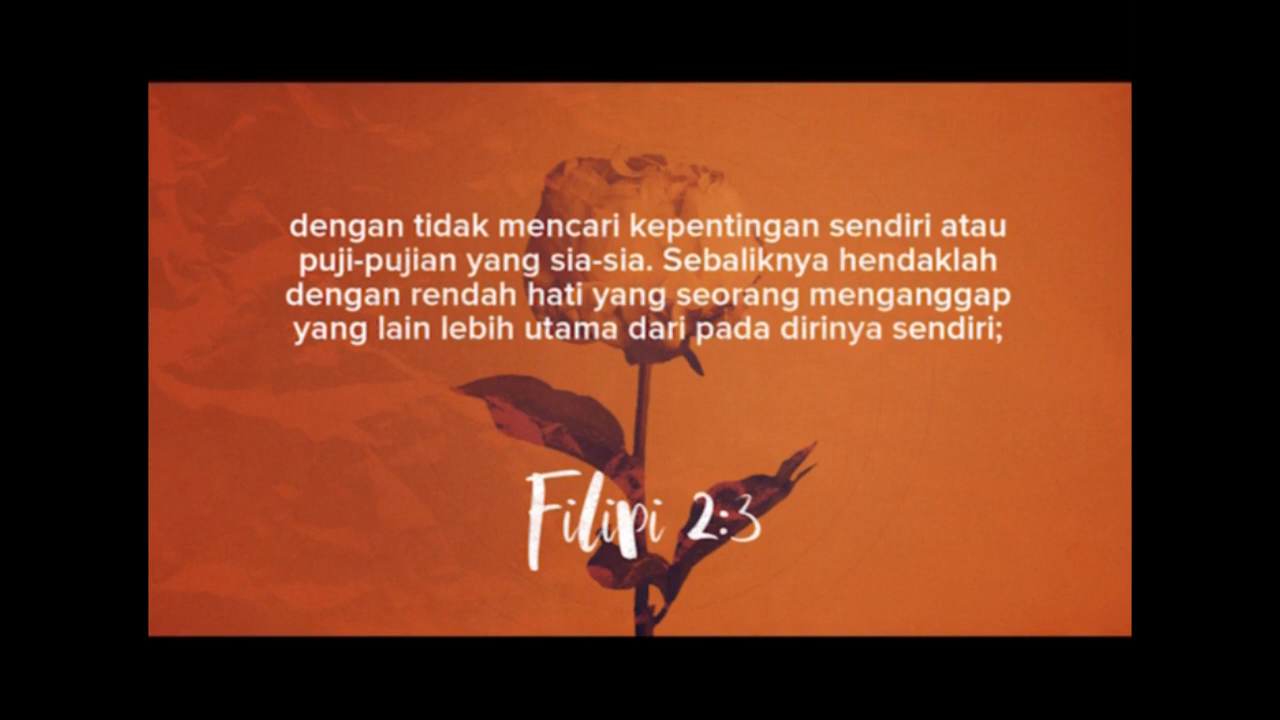 dengan tidak mencari kepentingan sendiri atau
puji-pujian yang sia-sia. Sebaliknya hendaklah
dengan rendah hati yang seorang menganggap
yang lain lebih utama dari pada dirinya sendiri;
Filipi 2:3